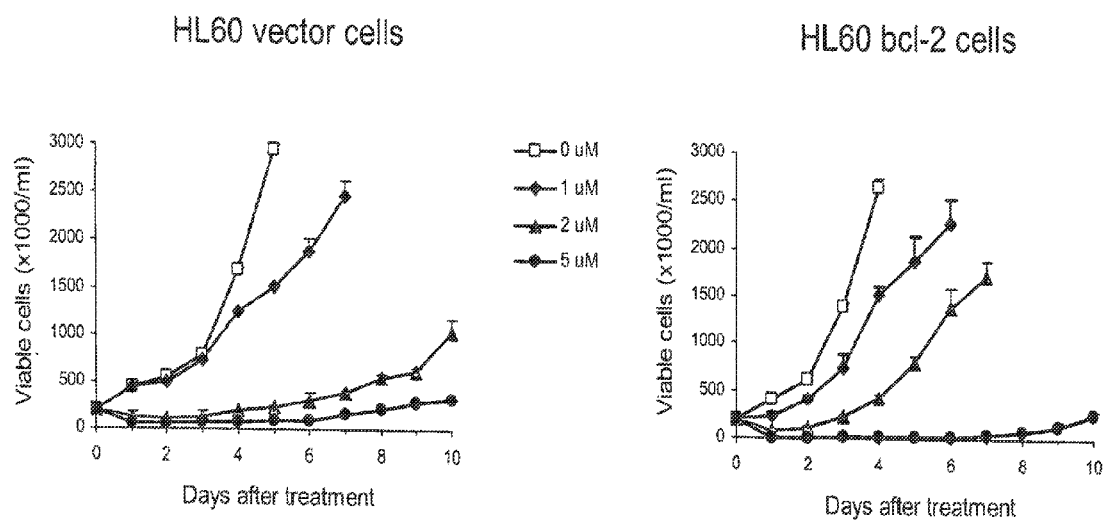 HL60 vector cells
HL60 bcl-2 cells
Viable cells (x1000/ml)
3000
2500
2000
1500
1000
500
0
0 2 4 6 8 10
Days after treatment
0 uM
1 uM
2 uM
5 uM
Viable cells (x1000/ml)
3000
2500
2000
1500
1000
500
0
0 2 4 6 8 10
Days after treatment